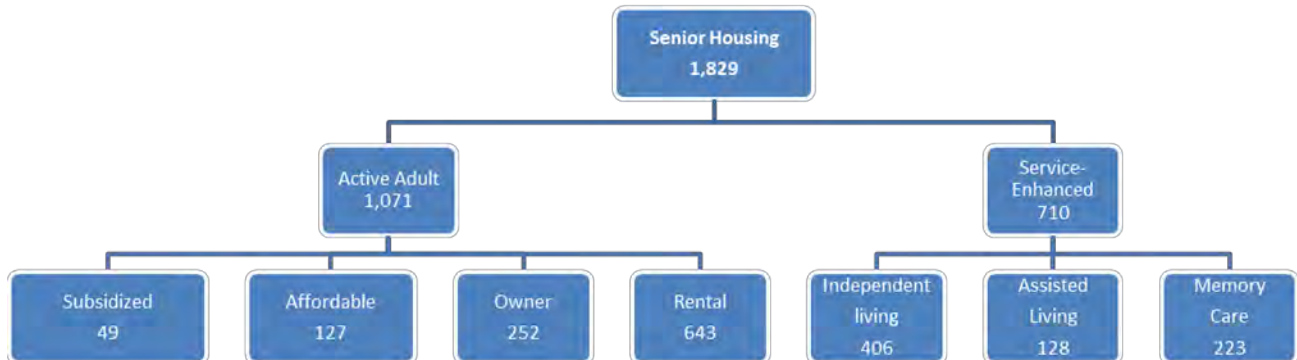 Senior Housing
1,829
Active Adult
1,071
Service-
Enhanced
710
Subsidized
49
Affordable
127
Owner
252
Rental
643
Independent
living
406
Assisted
Living
128
Memory
Care
223